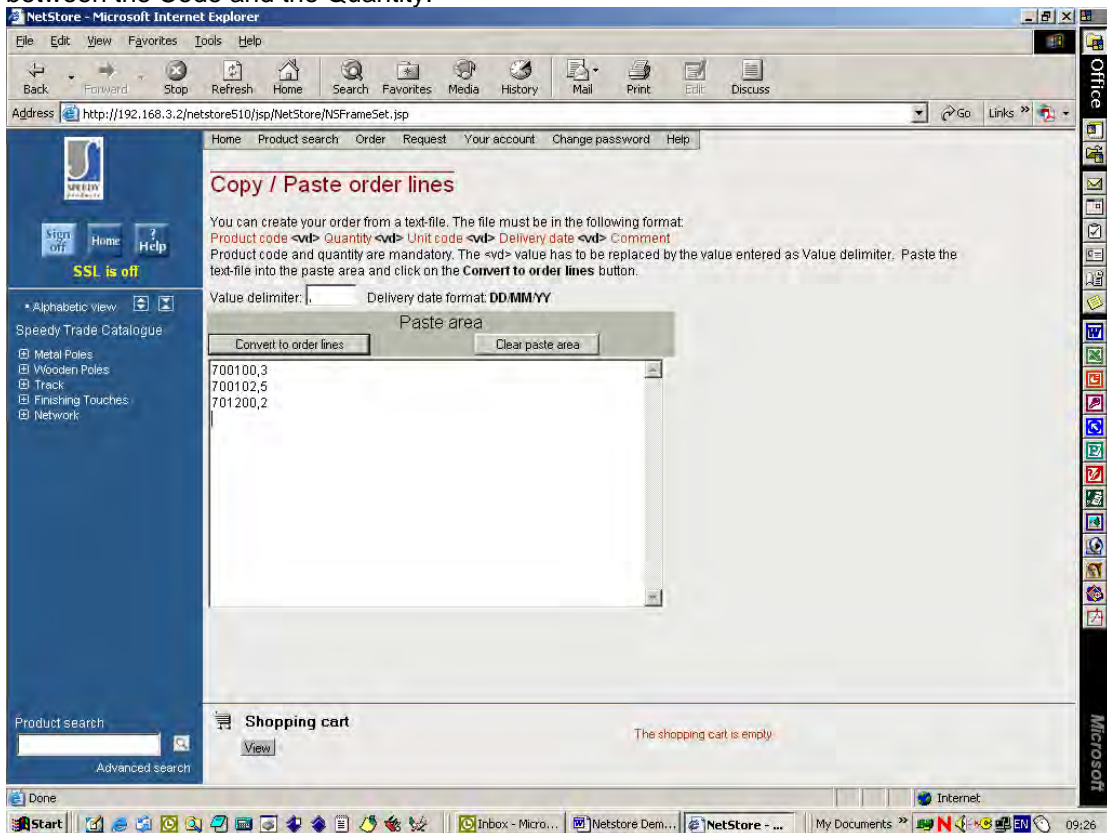 between the Code and the Quantity.
NetStore - Microsoft Internet Explorer
File Edit View Favorites Tools Help
Back Forward Stop Refresh Home Search Favorites Media History Mail Print Edit Discuss
Address http://192.168.3.2/netstore510/jsp/NetStore/NSFrameSet.jsp Go Links »
Office
Home Product search Order Request Your account Change password Help
SPEEDY
products
Sign off Home ? Help
SSL is off
Alphabetic view
Speedy Trade Catalogue
Metal Poles
Wooden Poles
Track
Finishing Touches
Network
Copy / Paste order lines
You can create your order from a text-file. The file must be in the following format:
Product code <vd> Quantity <vd> Unit code <vd> Delivery date <vd> Comment
Product code and quantity are mandatory. The <vd> value has to be replaced by the value entered as Value delimiter. Paste the
text-file into the paste area and click on the Convert to order lines button.
Value delimiter: , Delivery date format: DD/MM/YY
Paste area
Convert to order lines Clear paste area
700100,3
700102,5
701200,2
Product search
Advanced search
Shopping cart
View
The shopping cart is empty
Microsoft
Done Internet
Start Inbox - Micro... Netstore Dem... NetStore - ... My Documents » EN 09:26